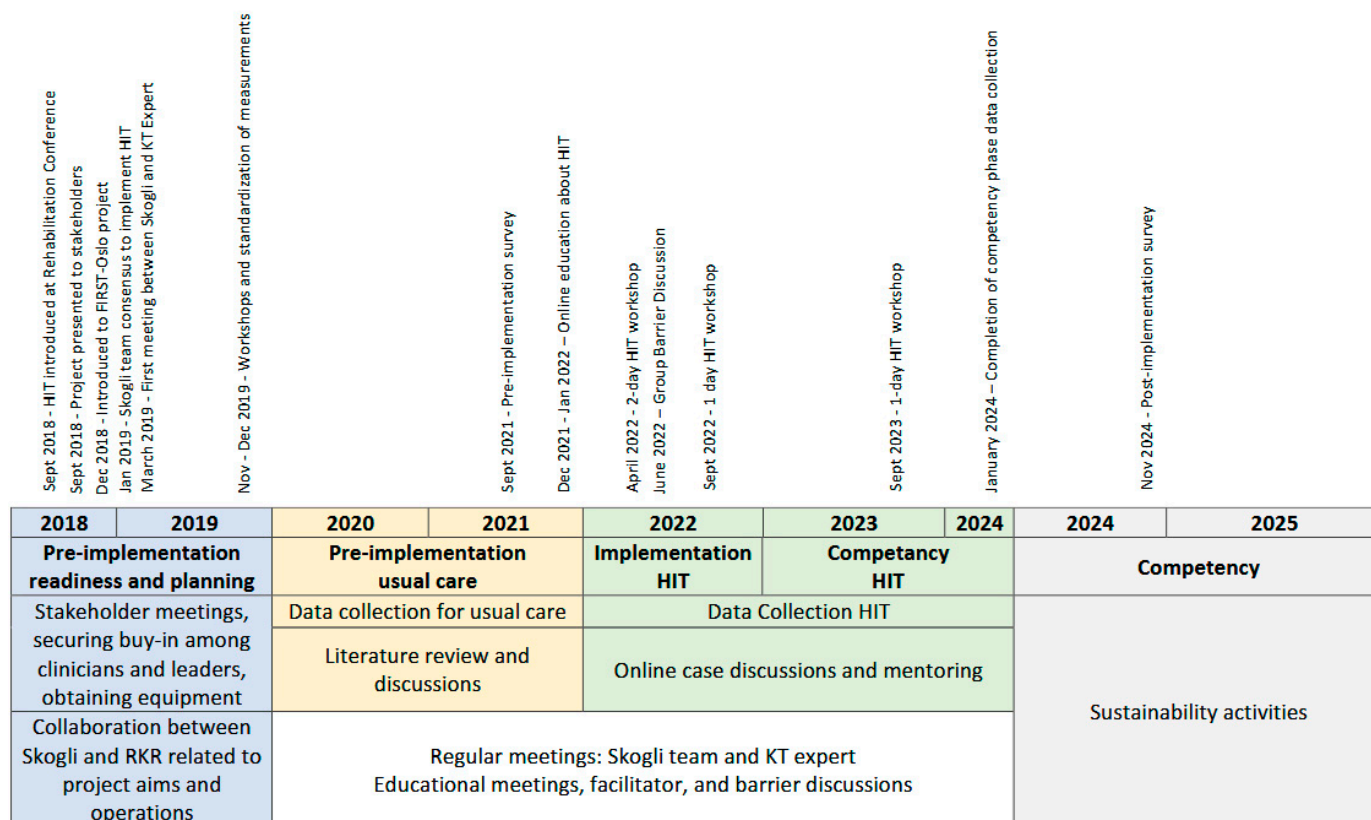 Sept 2018 - HIT introduced at Rehabilitation Conference
Sept 2018 - Project presented to stakeholders
Dec 2018 - Introduced to FIRST-Oslo project
Jan 2019 - Skogli team consensus to implement HIT
March 2019 - First meeting between Skogli and KT Expert
Nov - Dec 2019 - Workshops and standardization of measurements
Sept 2021 - Pre-implementation survey
Dec 2021 - Jan 2022 – Online education about HIT
April 2022 - 2-day HIT workshop
June 2022 – Group Barrier Discussion
Sept 2022 - 1 day HIT workshop
Sept 2023 - 1-day HIT workshop
January 2024 – Completion of competency phase data collection
Nov 2024 - Post-implementation survey
2018 2019 2020 2021 2022 2023 2024 2024 2025
Pre-implementation
readiness and planning
Pre-implementation
usual care
Implementation
HIT
Competancy
HIT
Competency
Stakeholder meetings,
securing buy-in among
clinicians and leaders,
obtaining equipment
Data collection for usual care
Data Collection HIT
Literature review and
discussions
Online case discussions and mentoring
Sustainability activities
Collaboration between
Skogli and RKR related to
project aims and
operations
Regular meetings: Skogli team and KT expert
Educational meetings, facilitator, and barrier discussions